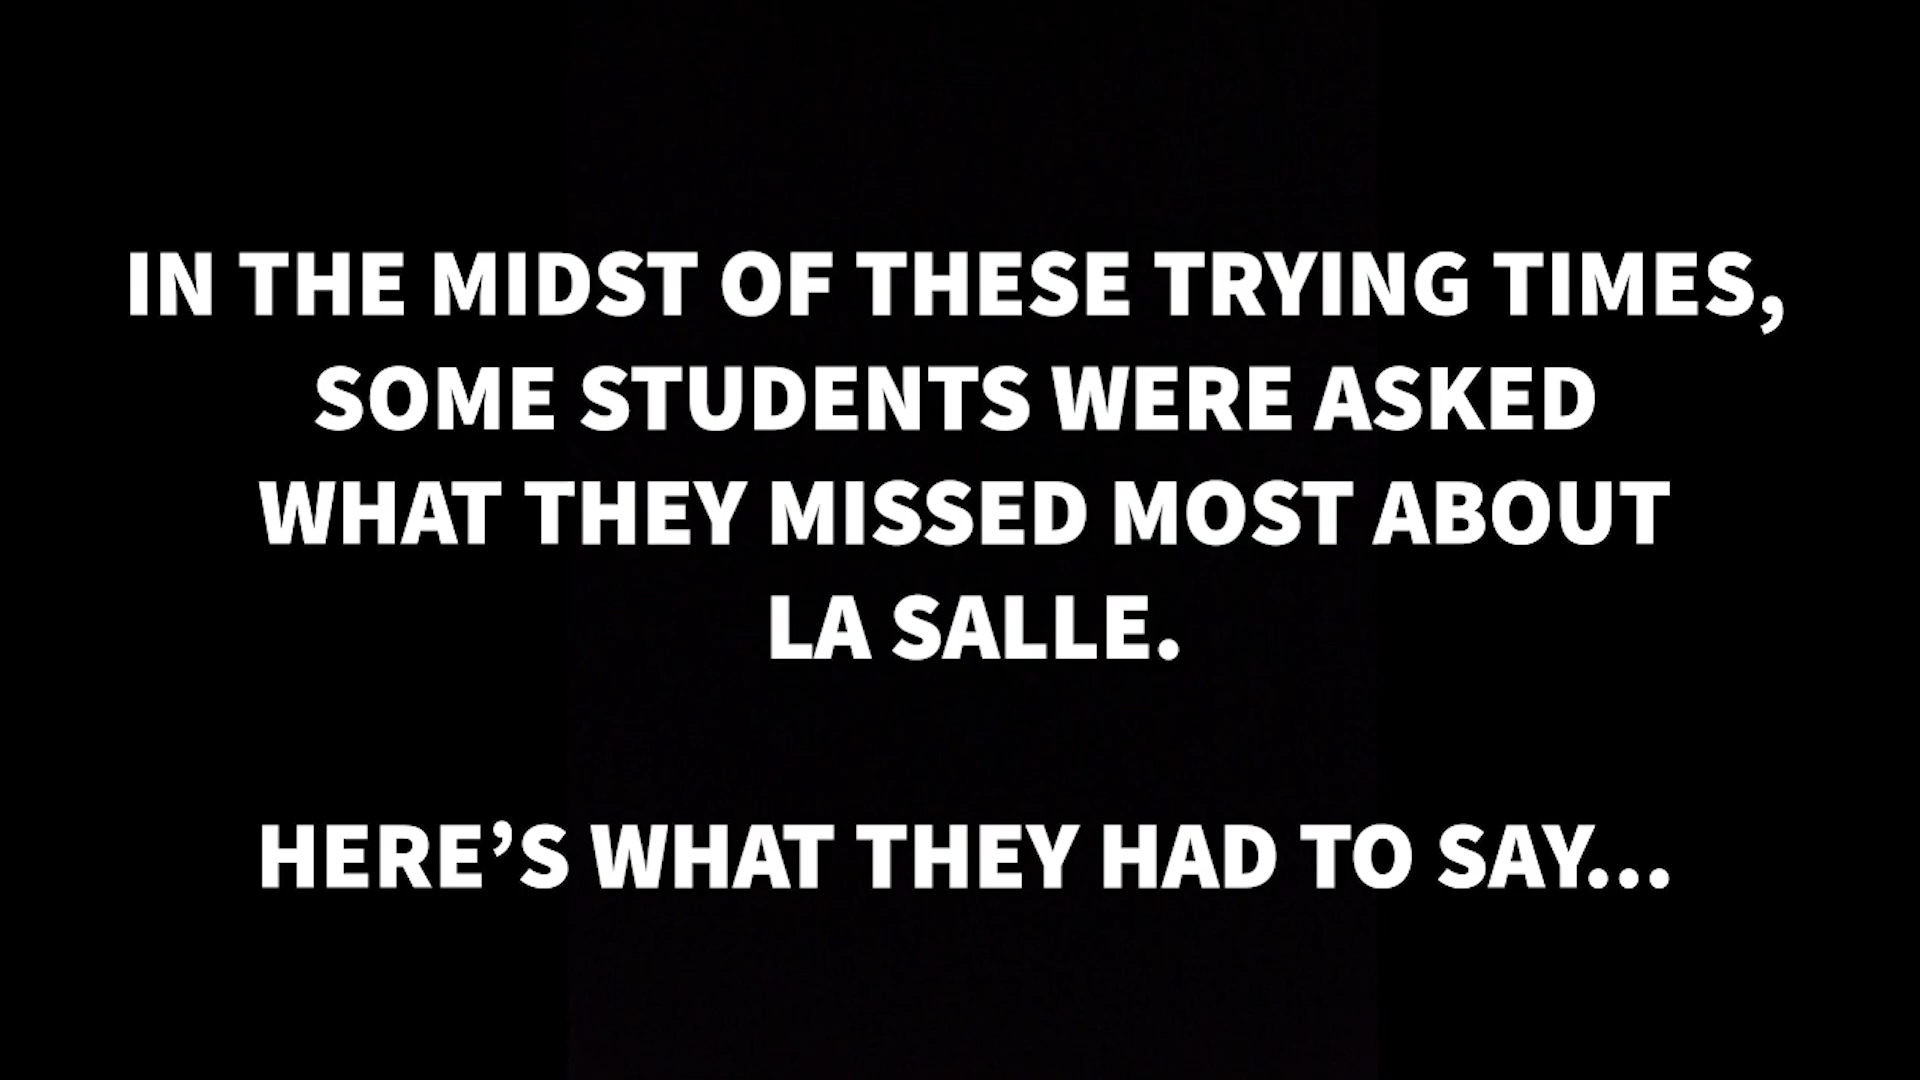 IN THE MIDST OF THESE TRYING TIMES,
SOME STUDENTS WERE ASKED
WHAT THEY MISSED MOST ABOUT
LA SALLE.
HERE’S WHAT THEY HAD TO SAY...